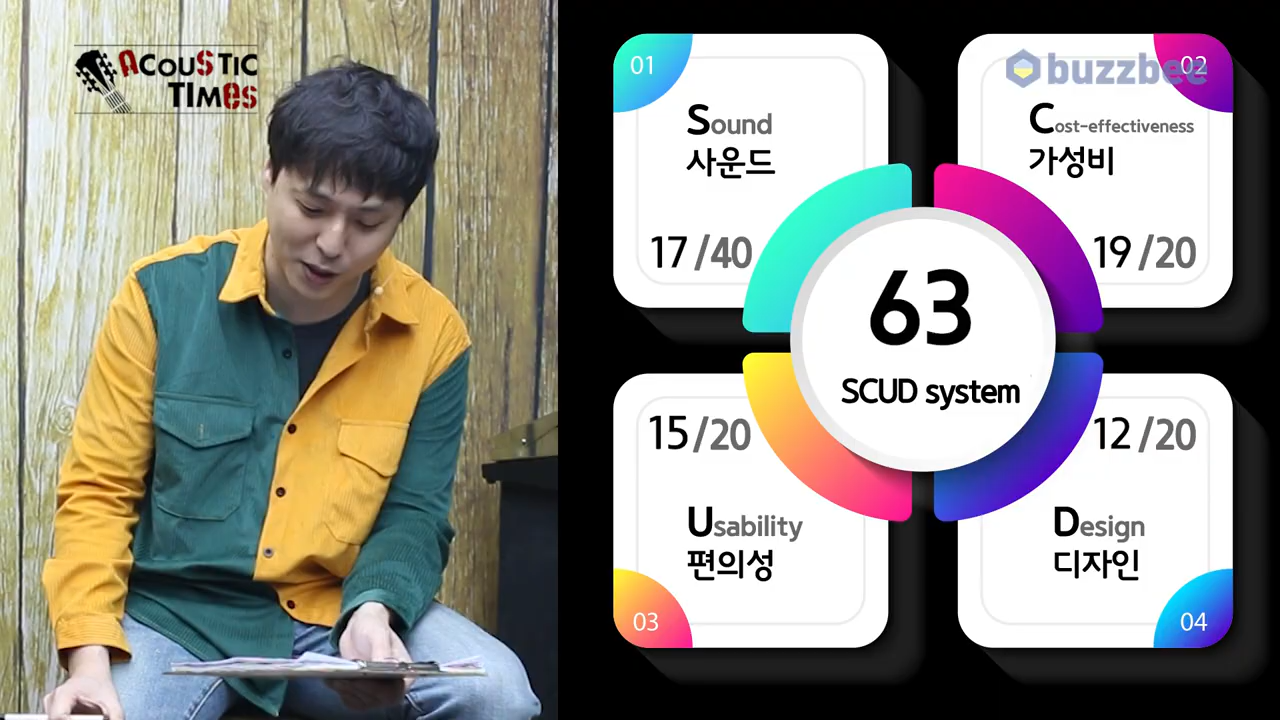 ACOUSTIC
TIMES
01
Sound
사운드
17/40
buzzbee
02
Cost-effectiveness
가성비
19/20
63
SCUD system
15/20
Usability
편의성
03
12/20
Design
디자인
04